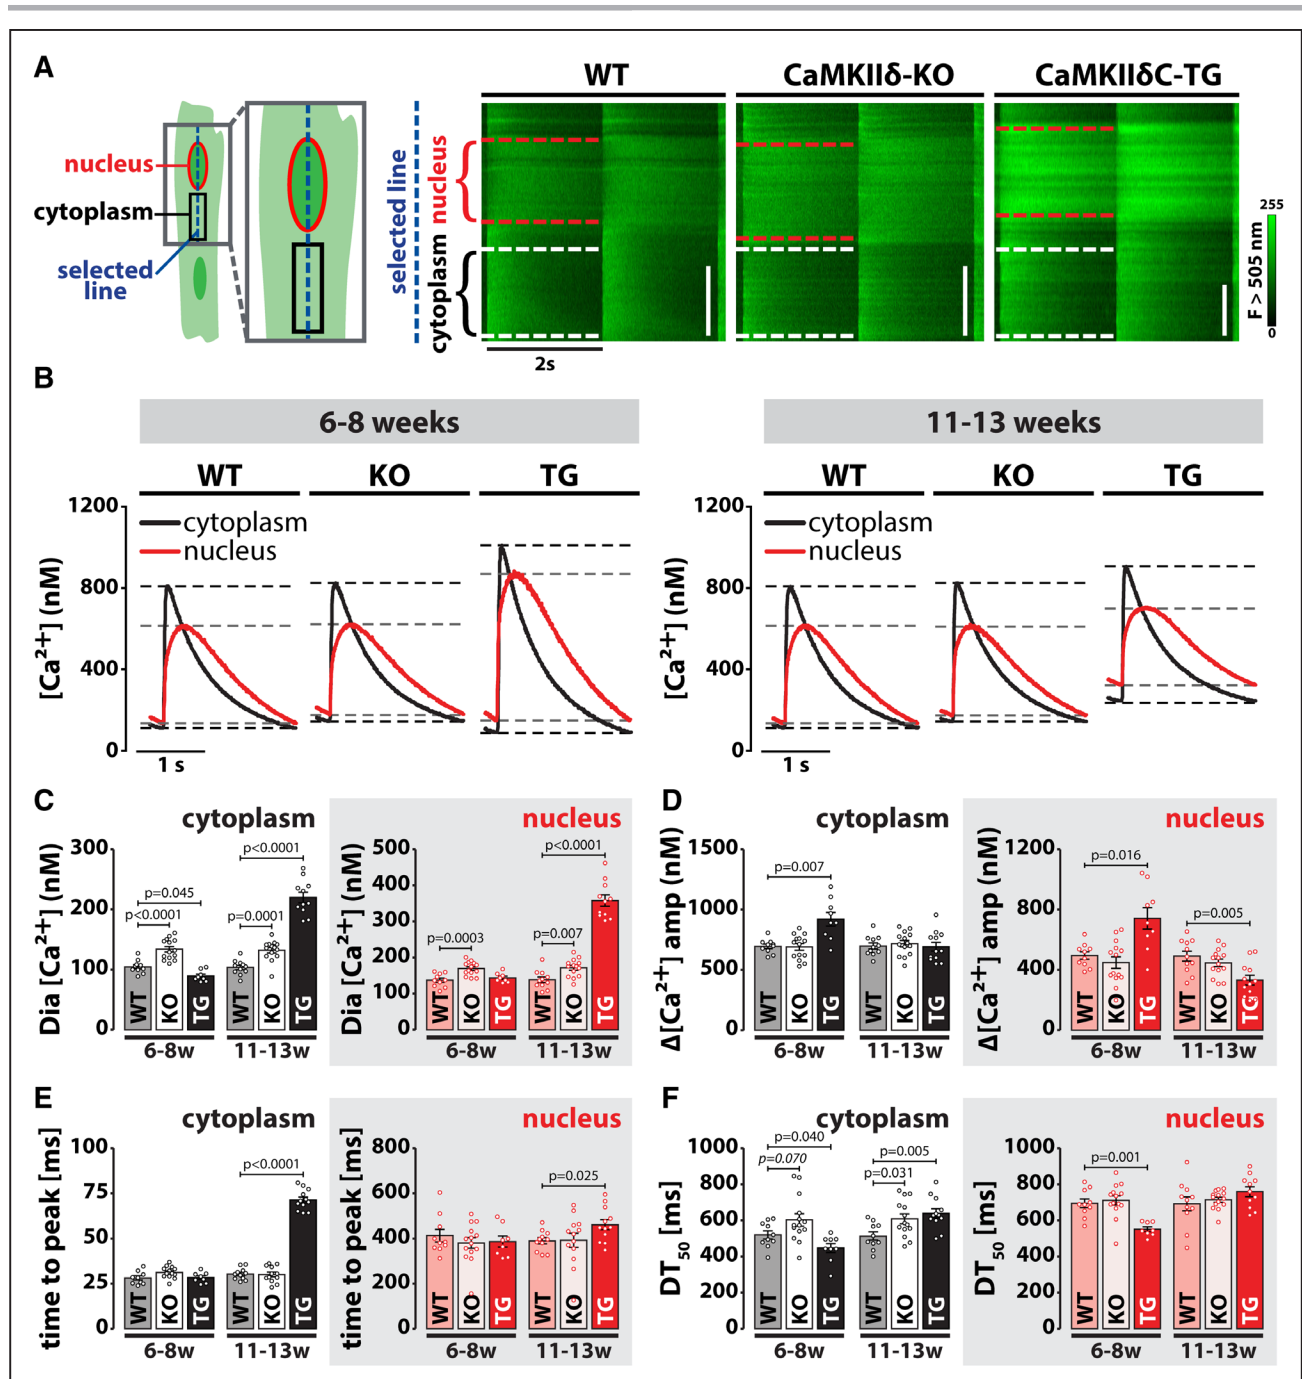 A
WT
CaMKIIδ-KO
CaMKIIδC-TG
nucleus
cytoplasm
selected
line
selected line
nucleus
cytoplasm
2s
F > 505 nm
255
0
B
6-8 weeks
11-13 weeks
WT
KO
TG
WT
KO
TG
[Ca2+] (nM)
1200
800
400
0
cytoplasm
nucleus
1 s
[Ca2+] (nM)
1200
800
400
0
cytoplasm
nucleus
1 s
C
cytoplasm
Dia [Ca2+] (nM)
300
200
100
0
p<0.0001
p=0.045
p<0.0001
p=0.0001
WT
KO
TG
WT
KO
TG
6-8w
11-13w
nucleus
Dia [Ca2+] (nM)
500
400
300
200
100
0
p<0.0001
p=0.0003
p=0.007
WT
KO
TG
WT
KO
TG
6-8w
11-13w
D
cytoplasm
Δ[Ca2+] amp (nM)
1500
1000
500
0
p=0.007
WT
KO
TG
WT
KO
TG
6-8w
11-13w
nucleus
Δ[Ca2+] amp (nM)
1200
800
400
0
p=0.016
p=0.005
WT
KO
TG
WT
KO
TG
6-8w
11-13w
E
cytoplasm
time to peak [ms]
100
75
50
25
0
p<0.0001
WT
KO
TG
WT
KO
TG
6-8w
11-13w
nucleus
time to peak [ms]
800
600
400
200
0
p=0.025
WT
KO
TG
WT
KO
TG
6-8w
11-13w
F
cytoplasm
DT50 [ms]
1000
800
600
400
200
0
p=0.040
p=0.070
p=0.005
p=0.031
WT
KO
TG
WT
KO
TG
6-8w
11-13w
nucleus
DT50 [ms]
1000
800
600
400
200
0
p=0.001
WT
KO
TG
WT
KO
TG
6-8w
11-13w